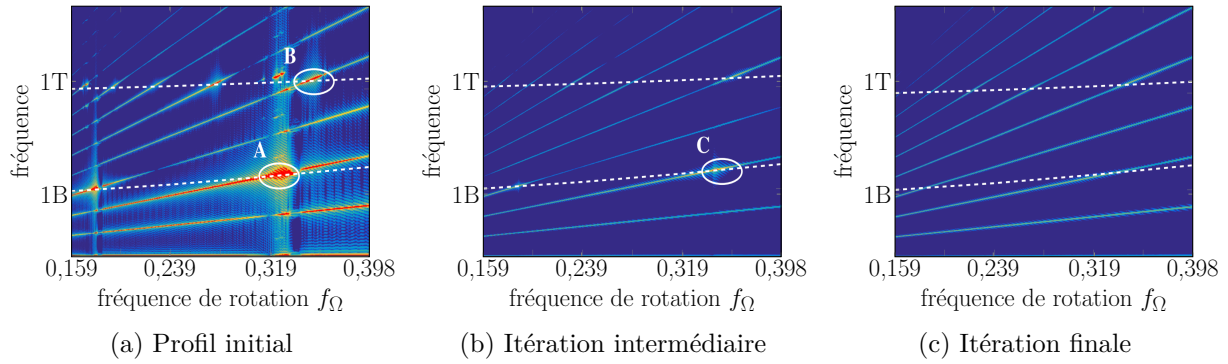 B
A
1T
1B
fréquence
0,159 0,239 0,319 0,398
fréquence de rotation fΩ
(a) Profil initial
C
1T
1B
fréquence
0,159 0,239 0,319 0,398
fréquence de rotation fΩ
(b) Itération intermédiaire
1T
1B
fréquence
0,159 0,239 0,319 0,398
fréquence de rotation fΩ
(c) Itération finale